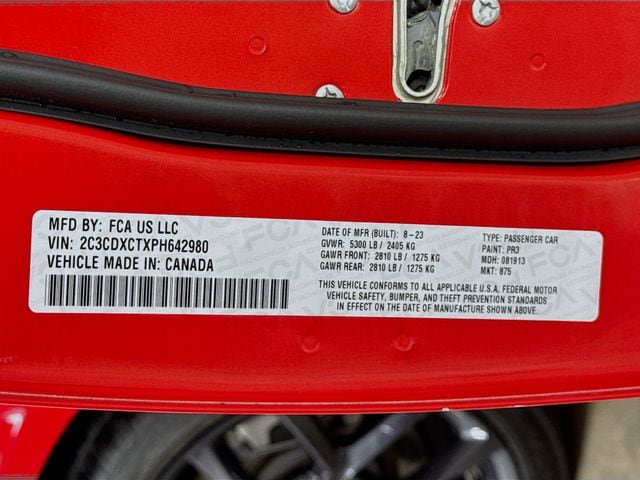 MFD BY: FCA US LLC
VIN: 2C3CDXCTXPH642980
VEHICLE MADE IN: CANADA
DATE OF MFR (BUILT): 8-23
GVWR: 5300 LB / 2405 KG
GAWR FRONT: 2810 LB / 1275 KG
GAWR REAR: 2810 LB / 1275 KG
TYPE: PASSENGER CAR
PAINT: PR3
MDH: 081913
MKT: 875
THIS VEHICLE CONFORMS TO ALL APPLICABLE U.S.A. FEDERAL MOTOR
VEHICLE SAFETY, BUMPER, AND THEFT PREVENTION STANDARDS
IN EFFECT ON THE DATE OF MANUFACTURE SHOWN ABOVE.